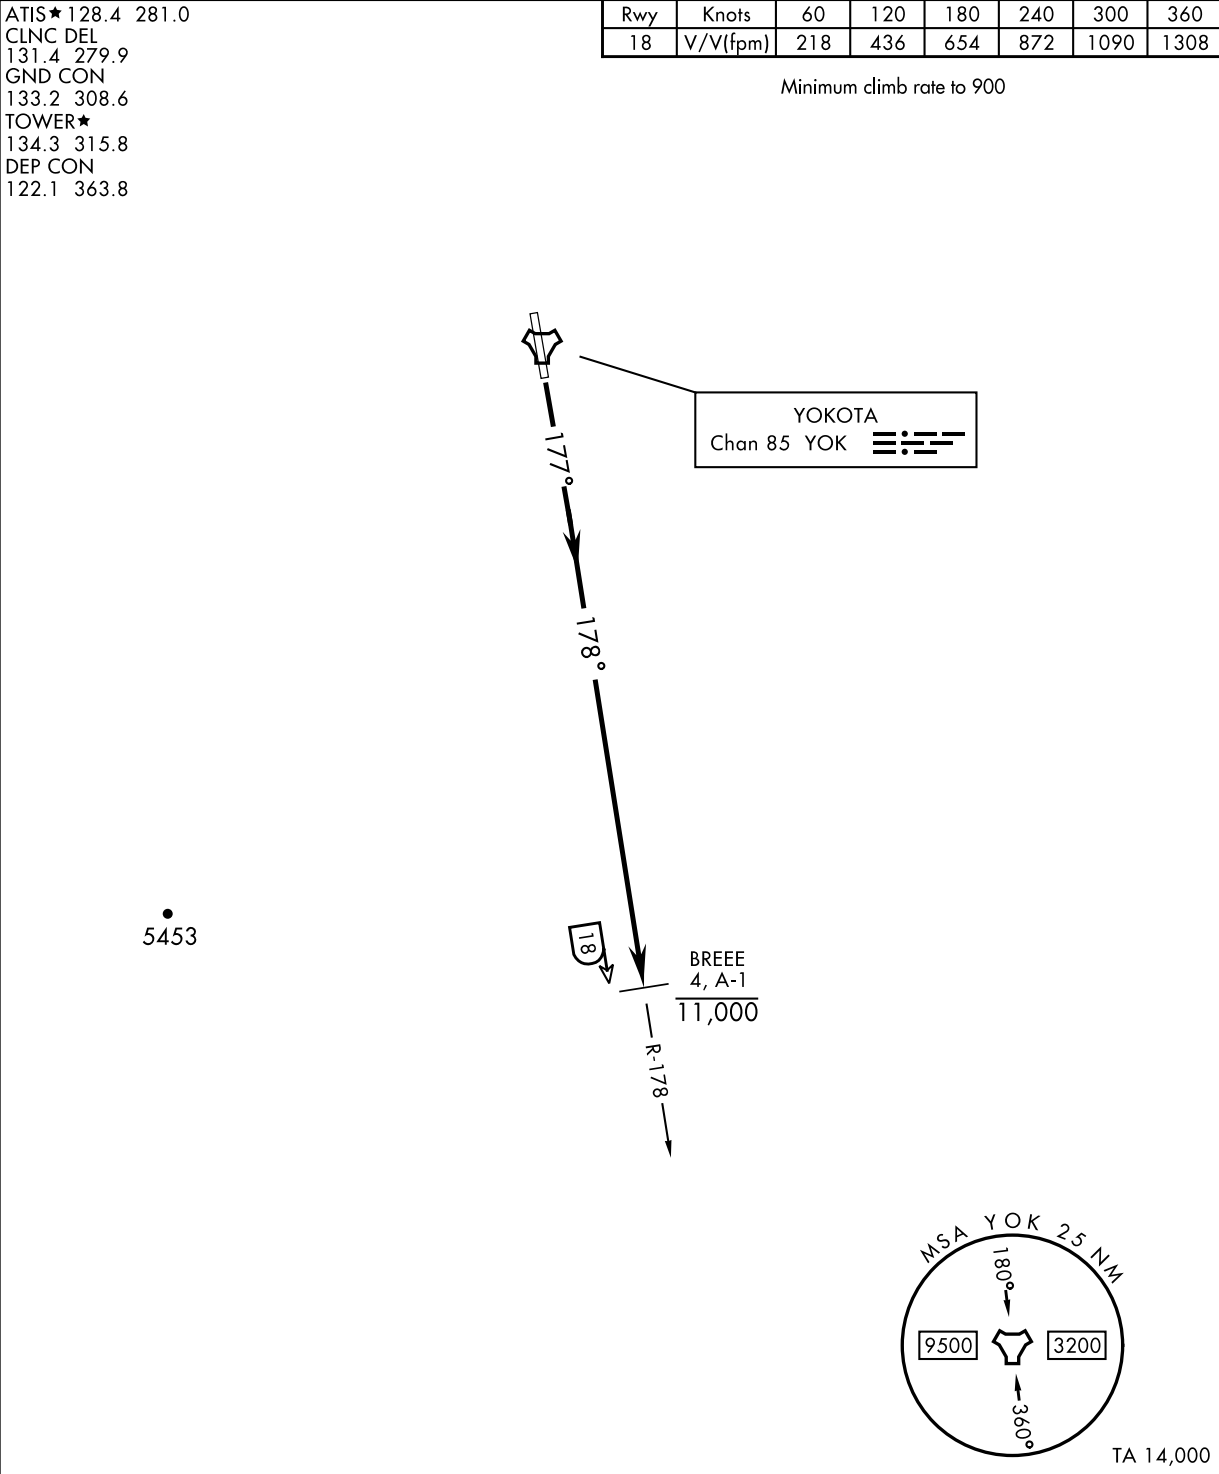 ATIS★ 128.4 281.0
CLNC DEL
131.4 279.9
GND CON
133.2 308.6
TOWER★
134.3 315.8
DEP CON
122.1 363.8
Rwy Knots 60 120 180 240 300 360
18 V/V(fpm) 218 436 654 872 1090 1308
Minimum climb rate to 900
YOKOTA
Chan 85 YOK
177°
178°
5453
18
BREEE
4, A-1
11,000
R-178
MSA YOK 25 NM
180°
9500 3200
360°
TA 14,000